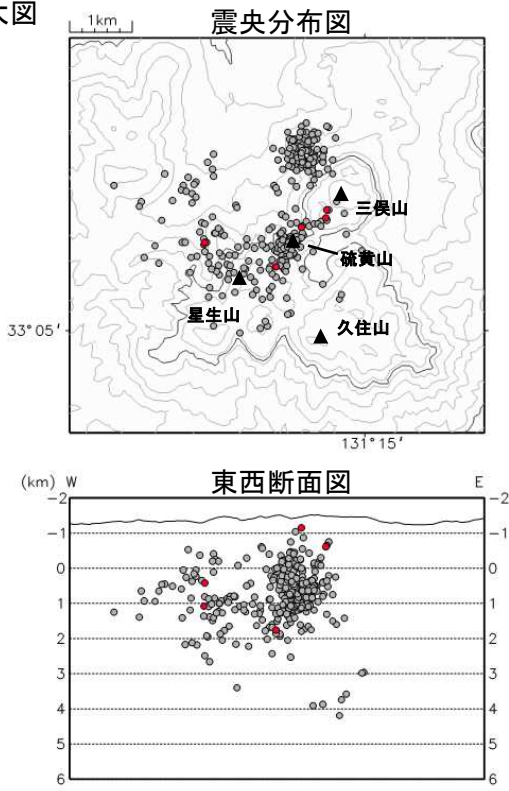 大図
震央分布図
1km
三俣山
硫黄山
星生山
久住山
33°05′
131°15′
東西断面図
(km) W E
-2 -2
-1 -1
0 0
1 1
2 2
3 3
4 4
5 5
6 6